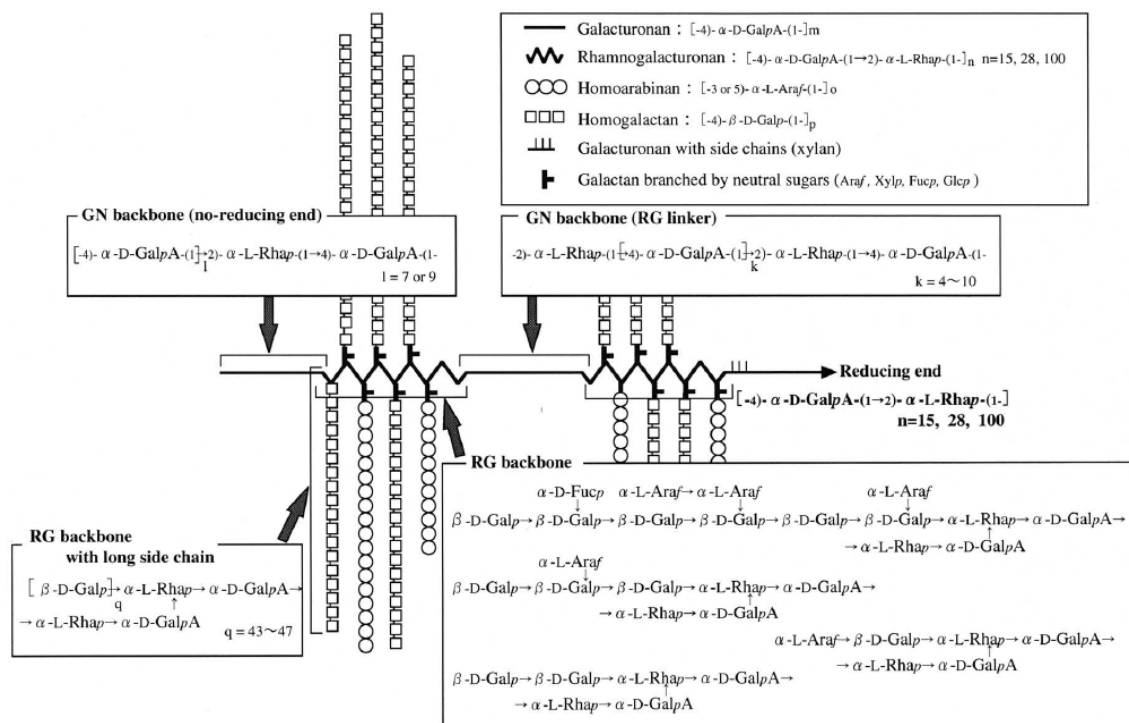 Galacturonan : [-4)- α-D-GalpA-(1-]m
Rhamnogalacturonan : [-4)- α-D-GalpA-(1→2)- α-L-Rhap-(1-]n n=15, 28, 100
Homoarabinan : [-3 or 5)- α-L-Araf-(1-]o
Homogalactan : [-4)-β-D-Galp-(1-]p
Galacturonan with side chains (xylan)
Galactan branched by neutral sugars (Araf, Xylp, Fucp, Glcp )
GN backbone (no-reducing end)
[-4)- α-D-GalpA-(1]→2)- α-L-Rhap-(1→4)- α-D-GalpA-(1-
l
l = 7 or 9
GN backbone (RG linker)
-2)- α-L-Rhap-(1[→4)- α-D-GalpA-(1]→2)- α-L-Rhap-(1→4)- α-D-GalpA-(1-
k
k = 4～10
Reducing end
[-4)- α-D-GalpA-(1→2)- α-L-Rhap-(1-]
n=15, 28, 100
RG backbone
α-D-Fucp α-L-Araf→ α-L-Araf α-L-Araf
↓ ↓ ↓
β-D-Galp→ β-D-Galp→ β-D-Galp→ β-D-Galp→ β-D-Galp→ β-D-Galp→ α-L-Rhap→ α-D-GalpA→
↑
→ α-L-Rhap→ α-D-GalpA
α-L-Araf
↓
β-D-Galp→ β-D-Galp→ β-D-Galp→ α-L-Rhap→ α-D-GalpA→
↑
→ α-L-Rhap→ α-D-GalpA
α-L-Araf→ β-D-Galp→ α-L-Rhap→ α-D-GalpA→
↑
→ α-L-Rhap→ α-D-GalpA
β-D-Galp→ β-D-Galp→ α-L-Rhap→ α-D-GalpA→
↑
→ α-L-Rhap→ α-D-GalpA
RG backbone
with long side chain
[ β-D-Galp]→ α-L-Rhap→ α-D-GalpA→
q ↑
→ α-L-Rhap→ α-D-GalpA
q = 43～47